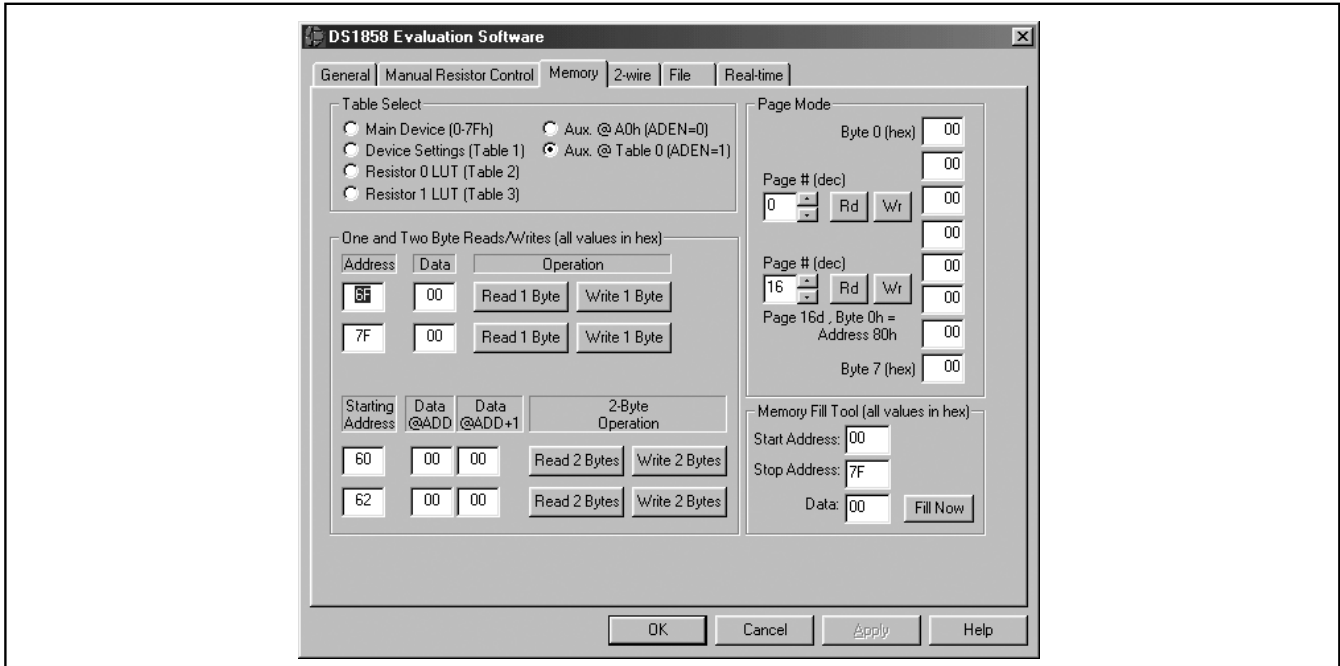 DS1858 Evaluation Software
General Manual Resistor Control Memory 2-wire File Real-time
Table Select
Main Device (0-7Fh)
Device Settings (Table 1)
Resistor 0 LUT (Table 2)
Resistor 1 LUT (Table 3)
Aux. @ A0h (ADEN=0)
Aux. @ Table 0 (ADEN=1)
One and Two Byte Reads/Writes (all values in hex)
Address Data Operation
6F 00 Read 1 Byte Write 1 Byte
7F 00 Read 1 Byte Write 1 Byte
Starting Address Data @ADD Data @ADD+1 2-Byte Operation
60 00 00 Read 2 Bytes Write 2 Bytes
62 00 00 Read 2 Bytes Write 2 Bytes
Page Mode
Byte 0 (hex) 00
00
Page # (dec)
0 Rd Wr 00
00
Page # (dec) 00
16 Rd Wr 00
Page 16d , Byte 0h =
Address 80h 00
Byte 7 (hex) 00
Memory Fill Tool (all values in hex)
Start Address: 00
Stop Address: 7F
Data: 00 Fill Now
OK Cancel Apply Help